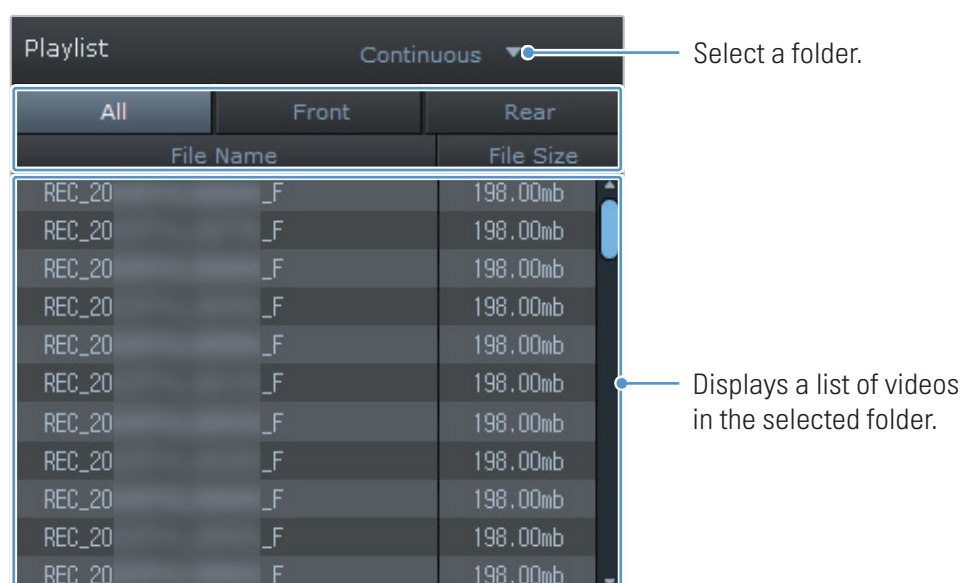 Playlist
Continuous
Select a folder.
All Front Rear
File Name File Size
REC_20 _F 198.00mb
REC_20 _F 198.00mb
REC_20 _F 198.00mb
REC_20 _F 198.00mb
REC_20 _F 198.00mb
REC_20 _F 198.00mb
REC_20 _F 198.00mb
REC_20 _F 198.00mb
REC_20 _F 198.00mb
REC_20 _F 198.00mb
REC_20 _F 198.00mb
Displays a list of videos
in the selected folder.